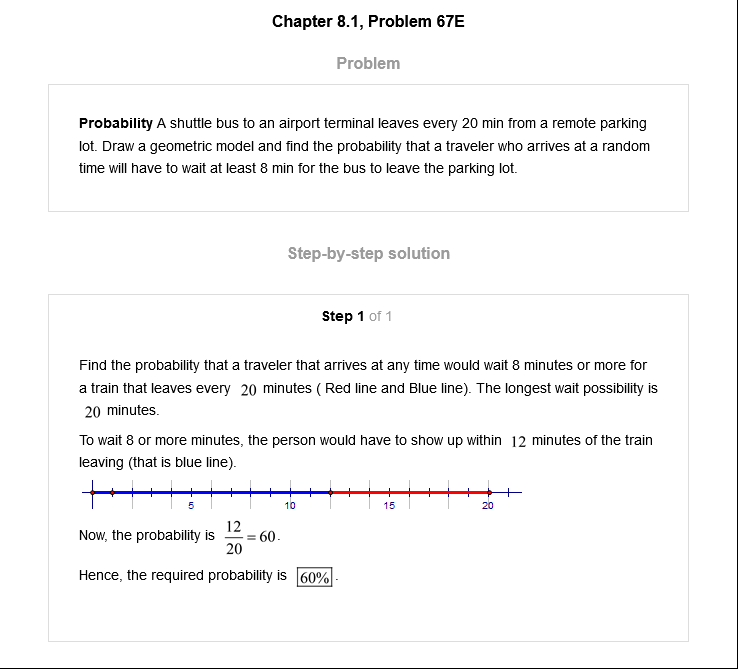 Chapter 8.1, Problem 67E
Problem
Probability A shuttle bus to an airport terminal leaves every 20 min from a remote parking
lot. Draw a geometric model and find the probability that a traveler who arrives at a random
time will have to wait at least 8 min for the bus to leave the parking lot.
Step-by-step solution
Step 1 of 1
Find the probability that a traveler that arrives at any time would wait 8 minutes or more for
a train that leaves every 20 minutes ( Red line and Blue line). The longest wait possibility is
20 minutes.
To wait 8 or more minutes, the person would have to show up within 12 minutes of the train
leaving (that is blue line).
5 10 15 20
Now, the probability is 12/20 = 60.
Hence, the required probability is 60%.